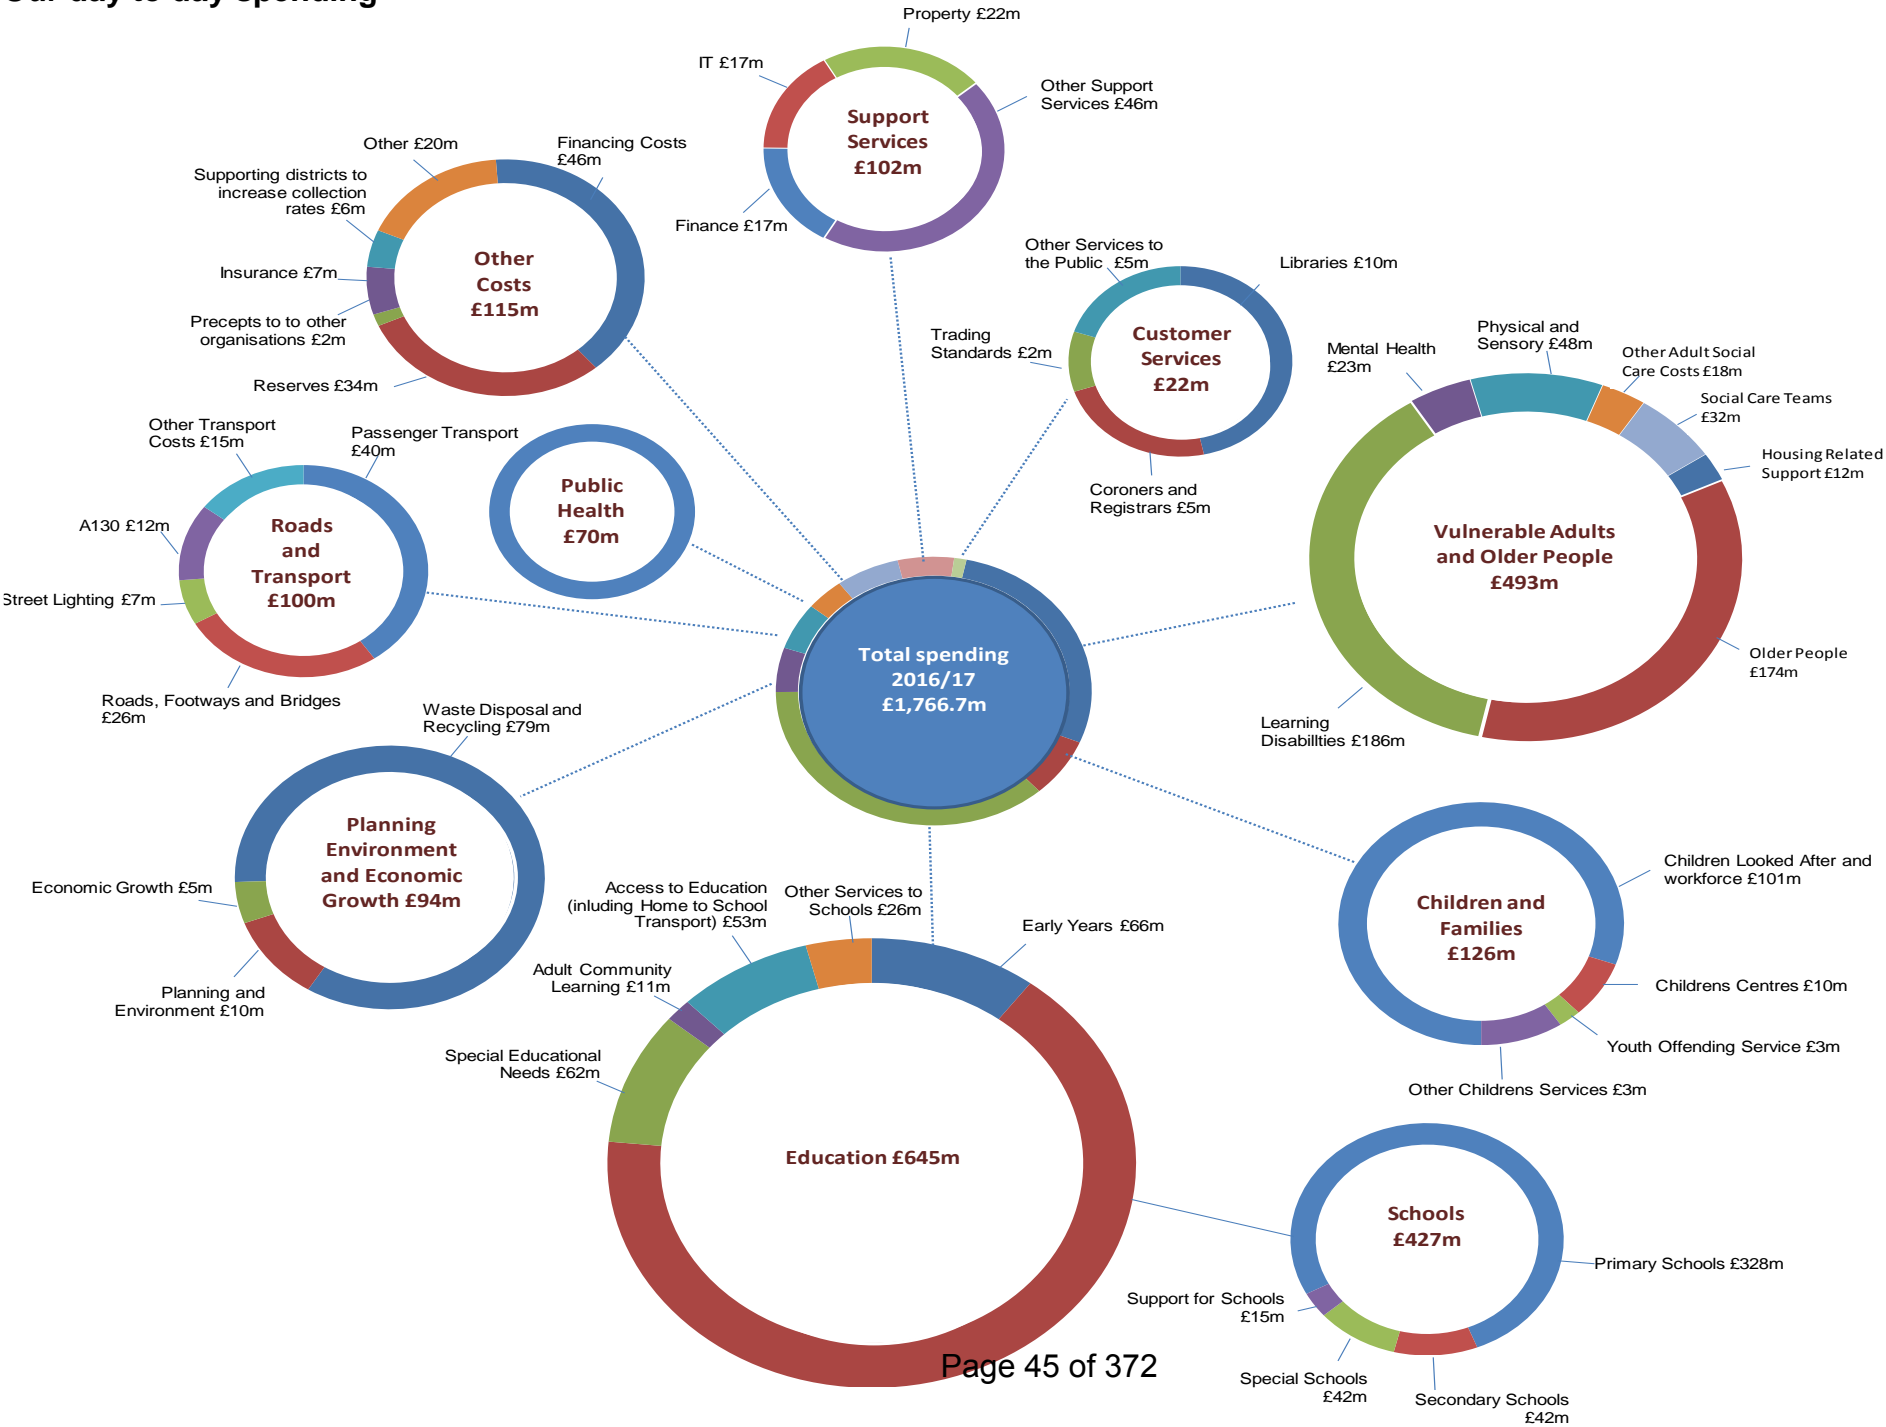 Our day to day spending
Property £22m
IT £17m
Other Support
Services £46m
Support
Services
£102m
Finance £17m
Other £20m
Financing Costs
£46m
Supporting districts to
increase collection
rates £6m
Insurance £7m
Other
Costs
£115m
Precepts to to other
organisations £2m
Reserves £34m
Other Services to
the Public £5m
Libraries £10m
Trading
Standards £2m
Customer
Services
£22m
Coroners and
Registrars £5m
Mental Health
£23m
Physical and
Sensory £48m
Other Adult Social
Care Costs £18m
Social Care Teams
£32m
Housing Related
Support £12m
Vulnerable Adults
and Older People
£493m
Older People
£174m
Learning
Disabillties £186m
Other Transport
Costs £15m
Passenger Transport
£40m
A130 £12m
Roads
and
Transport
£100m
Street Lighting £7m
Roads, Footways and Bridges
£26m
Public
Health
£70m
Total spending
2016/17
£1,766.7m
Waste Disposal and
Recycling £79m
Planning
Environment
and Economic
Growth £94m
Economic Growth £5m
Planning and
Environment £10m
Children Looked After and
workforce £101m
Children and
Families
£126m
Childrens Centres £10m
Youth Offending Service £3m
Other Childrens Services £3m
Access to Education
(inluding Home to School
Transport) £53m
Other Services to
Schools £26m
Early Years £66m
Adult Community
Learning £11m
Special Educational
Needs £62m
Education £645m
Schools
£427m
Primary Schools £328m
Support for Schools
£15m
Special Schools
£42m
Secondary Schools
£42m
Page 45 of 372